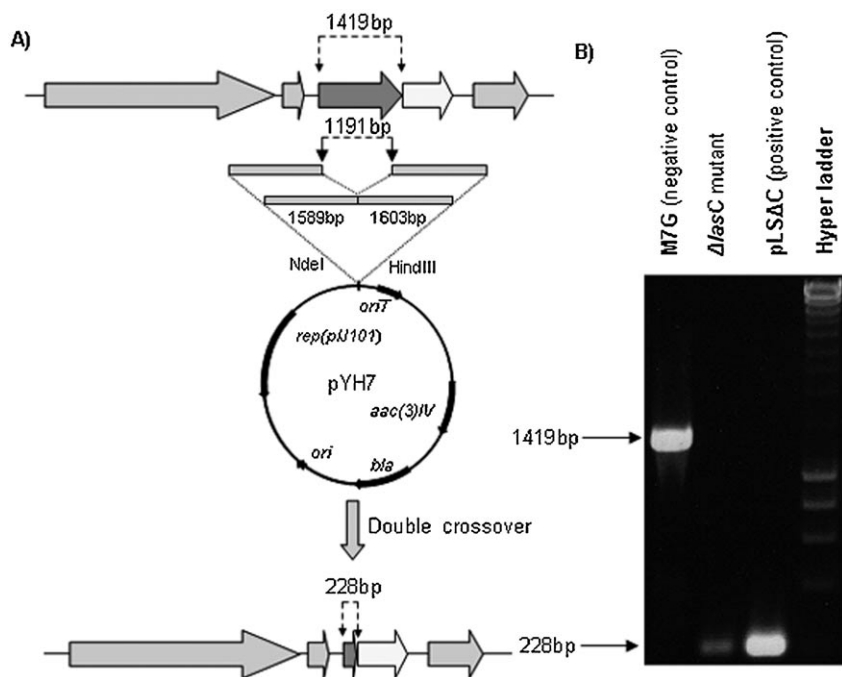 A)
1419bp
1191bp
1589bp 1603bp
NdeI HindIII
oriT
rep(pIJ101)
pYH7
aac(3)IV
ori
bla
Double crossover
228bp
B)
M7G (negative control)
ΔlasC mutant
pLSΔC (positive control)
Hyper ladder
1419bp
228bp